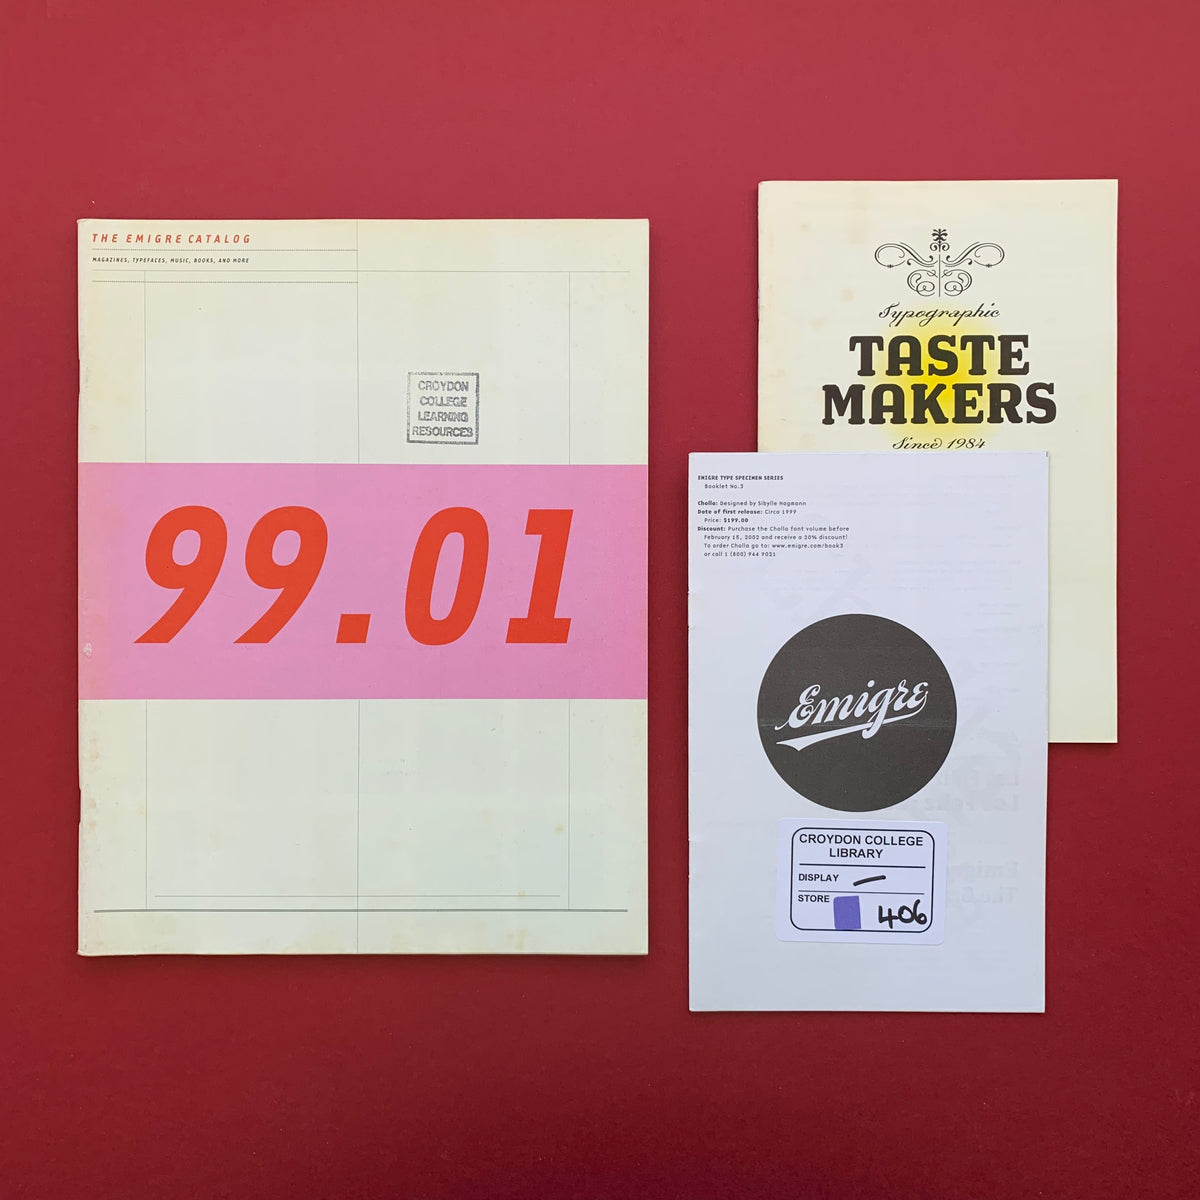 THE EMIGRE CATALOG
MAGAZINES, TYPEFACES, MUSIC, BOOKS, AND MORE
CROYDON
COLLEGE
LEARNING
RESOURCES
99.01
Typographic
TASTE
MAKERS
Since 1984
EMIGRE TYPE SPECIMEN SERIES
Booklet No.3
Cholla: Designed by Sibylle Hagmann
Date of first release: Circa 1999
Price: $199.00
Discount: Purchase the Cholla font volume before
February 15, 2002 and receive a 20% discount!
To order Cholla go to: www.emigre.com/book3
or call 1 (800) 944 9021
Emigre
CROYDON COLLEGE
LIBRARY
DISPLAY —
STORE 406